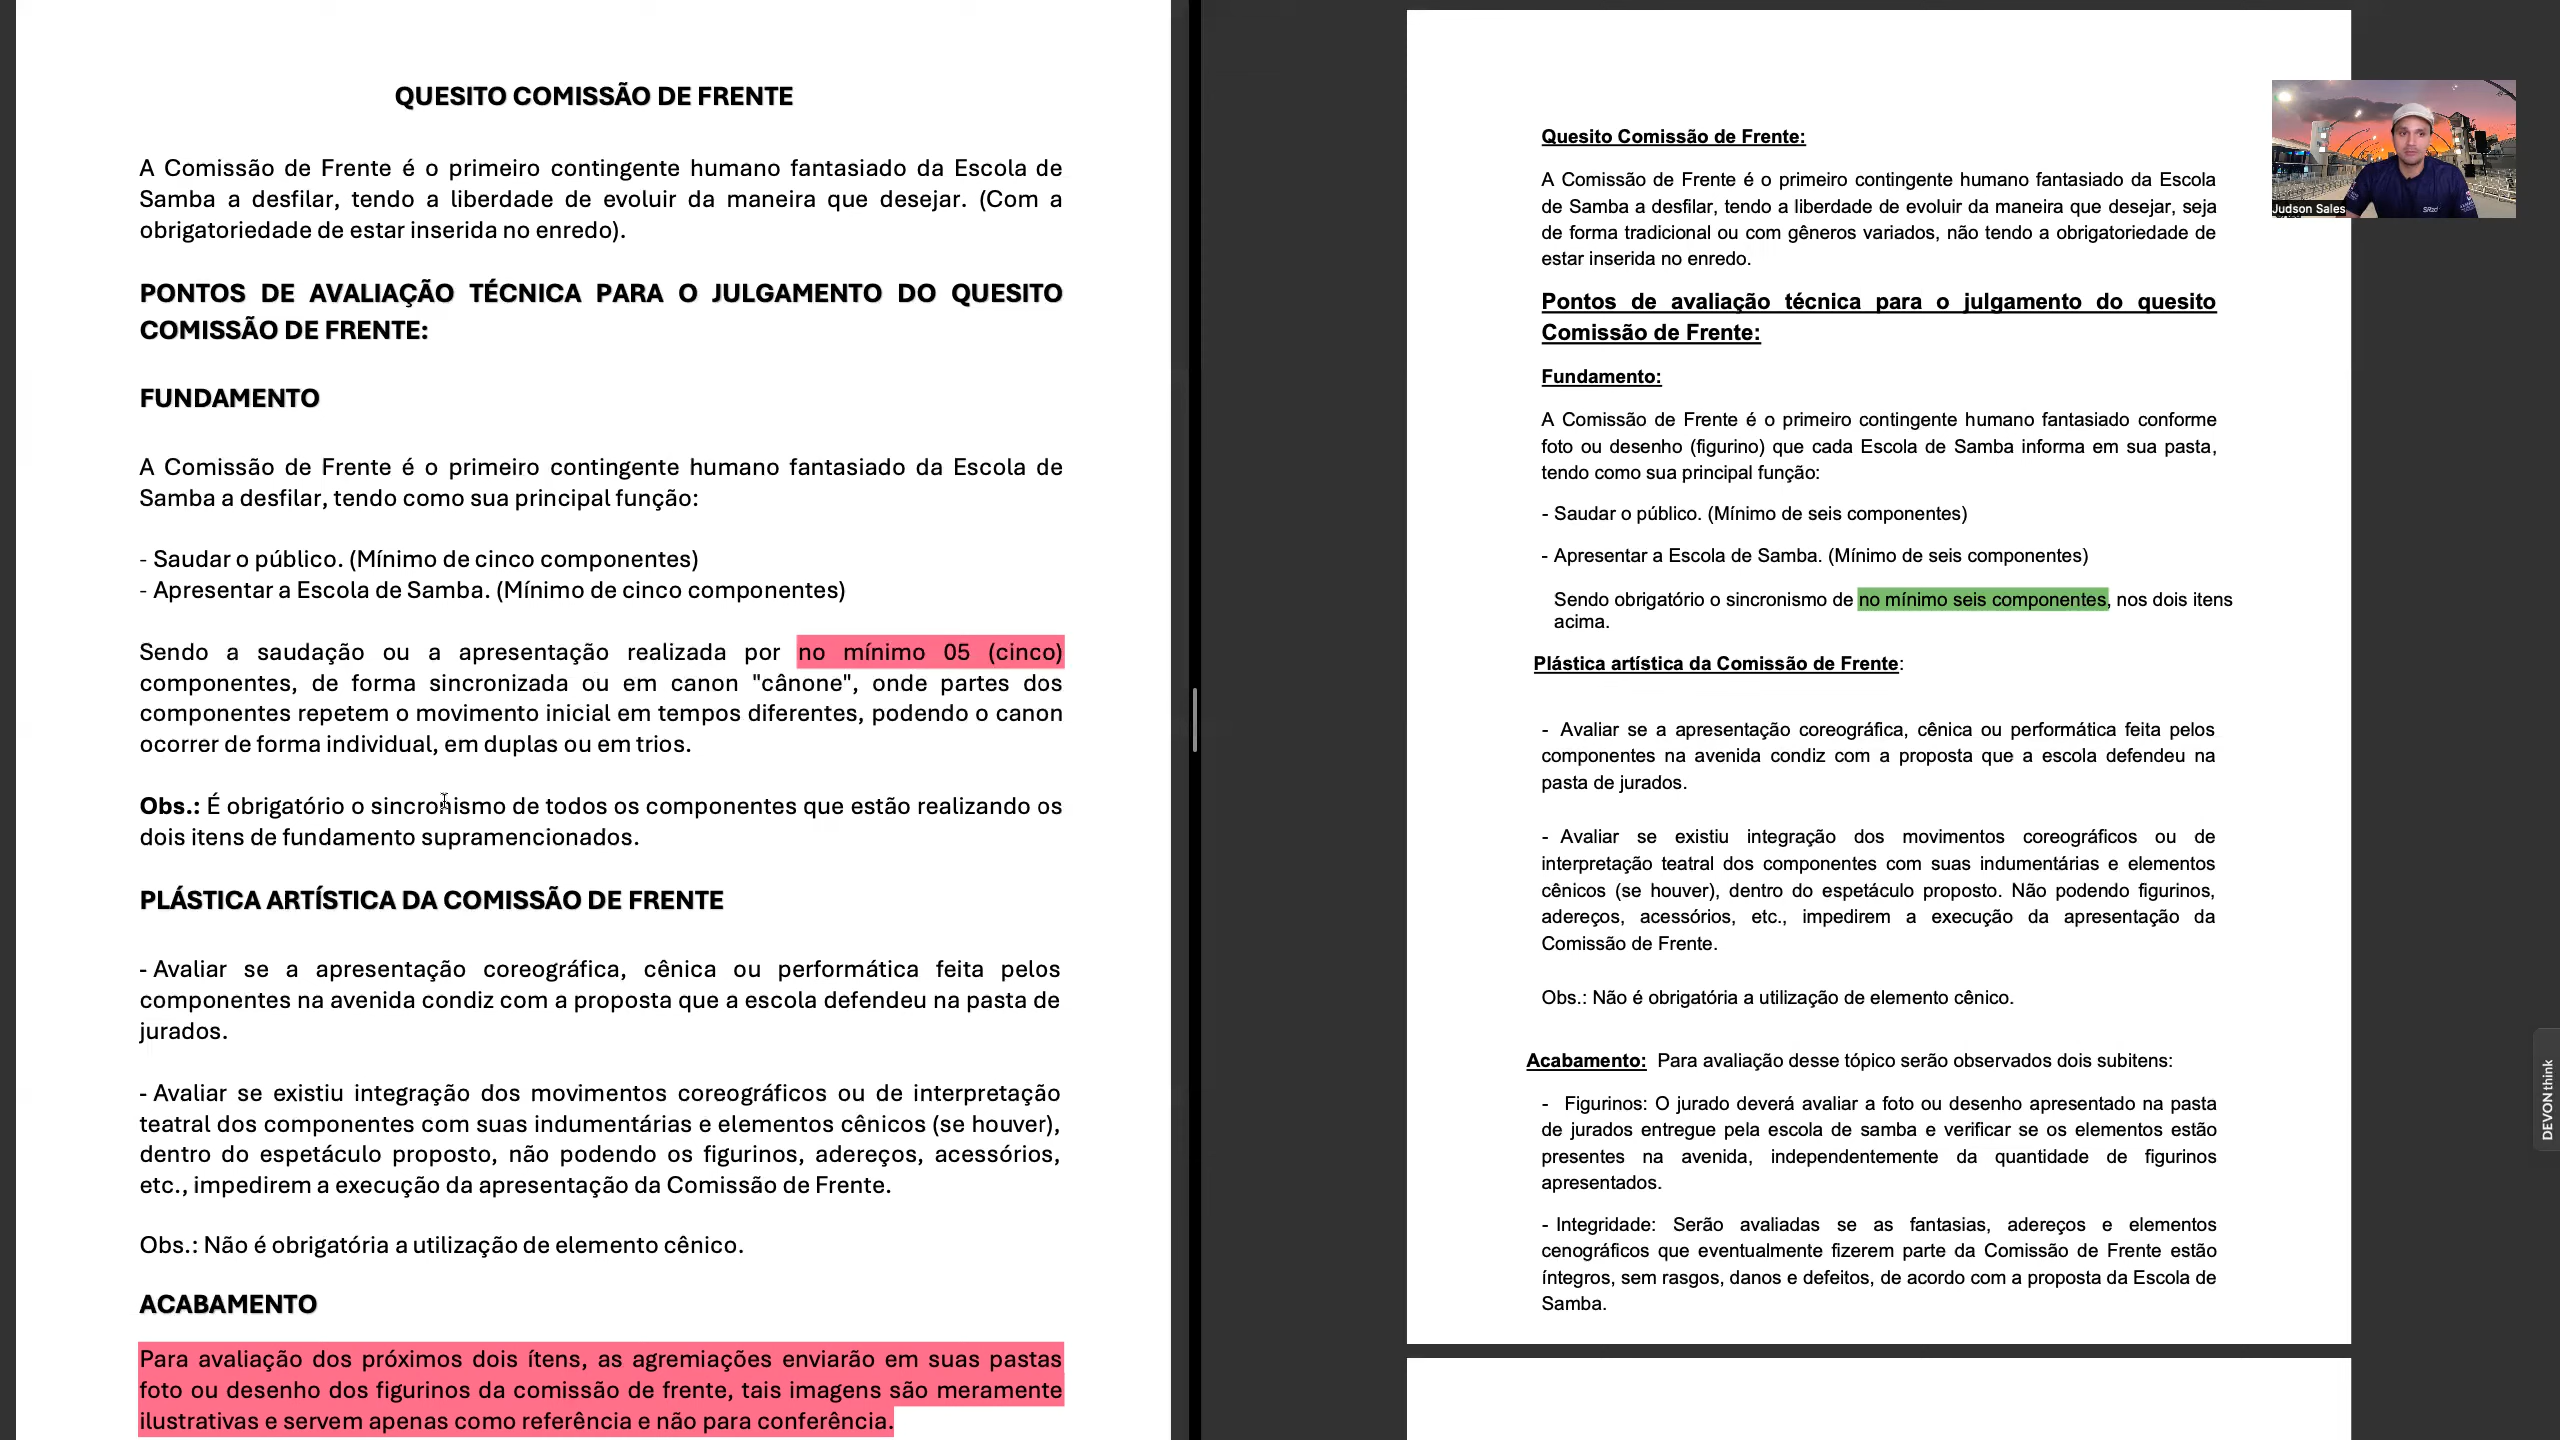 QUESITO COMISSÃO DE FRENTE
A Comissão de Frente é o primeiro contingente humano fantasiado da Escola de
Samba a desfilar, tendo a liberdade de evoluir da maneira que desejar. (Com a
obrigatoriedade de estar inserida no enredo).
PONTOS DE AVALIAÇÃO TÉCNICA PARA O JULGAMENTO DO QUESITO
COMISSÃO DE FRENTE:
FUNDAMENTO
A Comissão de Frente é o primeiro contingente humano fantasiado da Escola de
Samba a desfilar, tendo como sua principal função:
- Saudar o público. (Mínimo de cinco componentes)
- Apresentar a Escola de Samba. (Mínimo de cinco componentes)
Sendo a saudação ou a apresentação realizada por no mínimo 05 (cinco)
componentes, de forma sincronizada ou em canon "cânone", onde partes dos
componentes repetem o movimento inicial em tempos diferentes, podendo o canon
ocorrer de forma individual, em duplas ou em trios.
Obs.: É obrigatório o sincronismo de todos os componentes que estão realizando os
dois itens de fundamento supramencionados.
PLÁSTICA ARTÍSTICA DA COMISSÃO DE FRENTE
- Avaliar se a apresentação coreográfica, cênica ou performática feita pelos
componentes na avenida condiz com a proposta que a escola defendeu na pasta de
jurados.
- Avaliar se existiu integração dos movimentos coreográficos ou de interpretação
teatral dos componentes com suas indumentárias e elementos cênicos (se houver),
dentro do espetáculo proposto, não podendo os figurinos, adereços, acessórios,
etc., impedirem a execução da apresentação da Comissão de Frente.
Obs.: Não é obrigatória a utilização de elemento cênico.
ACABAMENTO
Para avaliação dos próximos dois ítens, as agremiações enviarão em suas pastas
foto ou desenho dos figurinos da comissão de frente, tais imagens são meramente
ilustrativas e servem apenas como referência e não para conferência.
Quesito Comissão de Frente:
A Comissão de Frente é o primeiro contingente humano fantasiado da Escola
de Samba a desfilar, tendo a liberdade de evoluir da maneira que desejar, seja
de forma tradicional ou com gêneros variados, não tendo a obrigatoriedade de
estar inserida no enredo.
Pontos de avaliação técnica para o julgamento do quesito
Comissão de Frente:
Fundamento:
A Comissão de Frente é o primeiro contingente humano fantasiado conforme
foto ou desenho (figurino) que cada Escola de Samba informa em sua pasta,
tendo como sua principal função:
- Saudar o público. (Mínimo de seis componentes)
- Apresentar a Escola de Samba. (Mínimo de seis componentes)
Sendo obrigatório o sincronismo de no mínimo seis componentes, nos dois itens
acima.
Plástica artística da Comissão de Frente:
- Avaliar se a apresentação coreográfica, cênica ou performática feita pelos
componentes na avenida condiz com a proposta que a escola defendeu na
pasta de jurados.
- Avaliar se existiu integração dos movimentos coreográficos ou de
interpretação teatral dos componentes com suas indumentárias e elementos
cênicos (se houver), dentro do espetáculo proposto. Não podendo figurinos,
adereços, acessórios, etc., impedirem a execução da apresentação da
Comissão de Frente.
Obs.: Não é obrigatória a utilização de elemento cênico.
Acabamento: Para avaliação desse tópico serão observados dois subitens:
- Figurinos: O jurado deverá avaliar a foto ou desenho apresentado na pasta
de jurados entregue pela escola de samba e verificar se os elementos estão
presentes na avenida, independentemente da quantidade de figurinos
apresentados.
- Integridade: Serão avaliadas se as fantasias, adereços e elementos
cenográficos que eventualmente fizerem parte da Comissão de Frente estão
íntegros, sem rasgos, danos e defeitos, de acordo com a proposta da Escola de
Samba.
Judson Sales
DEVONthink